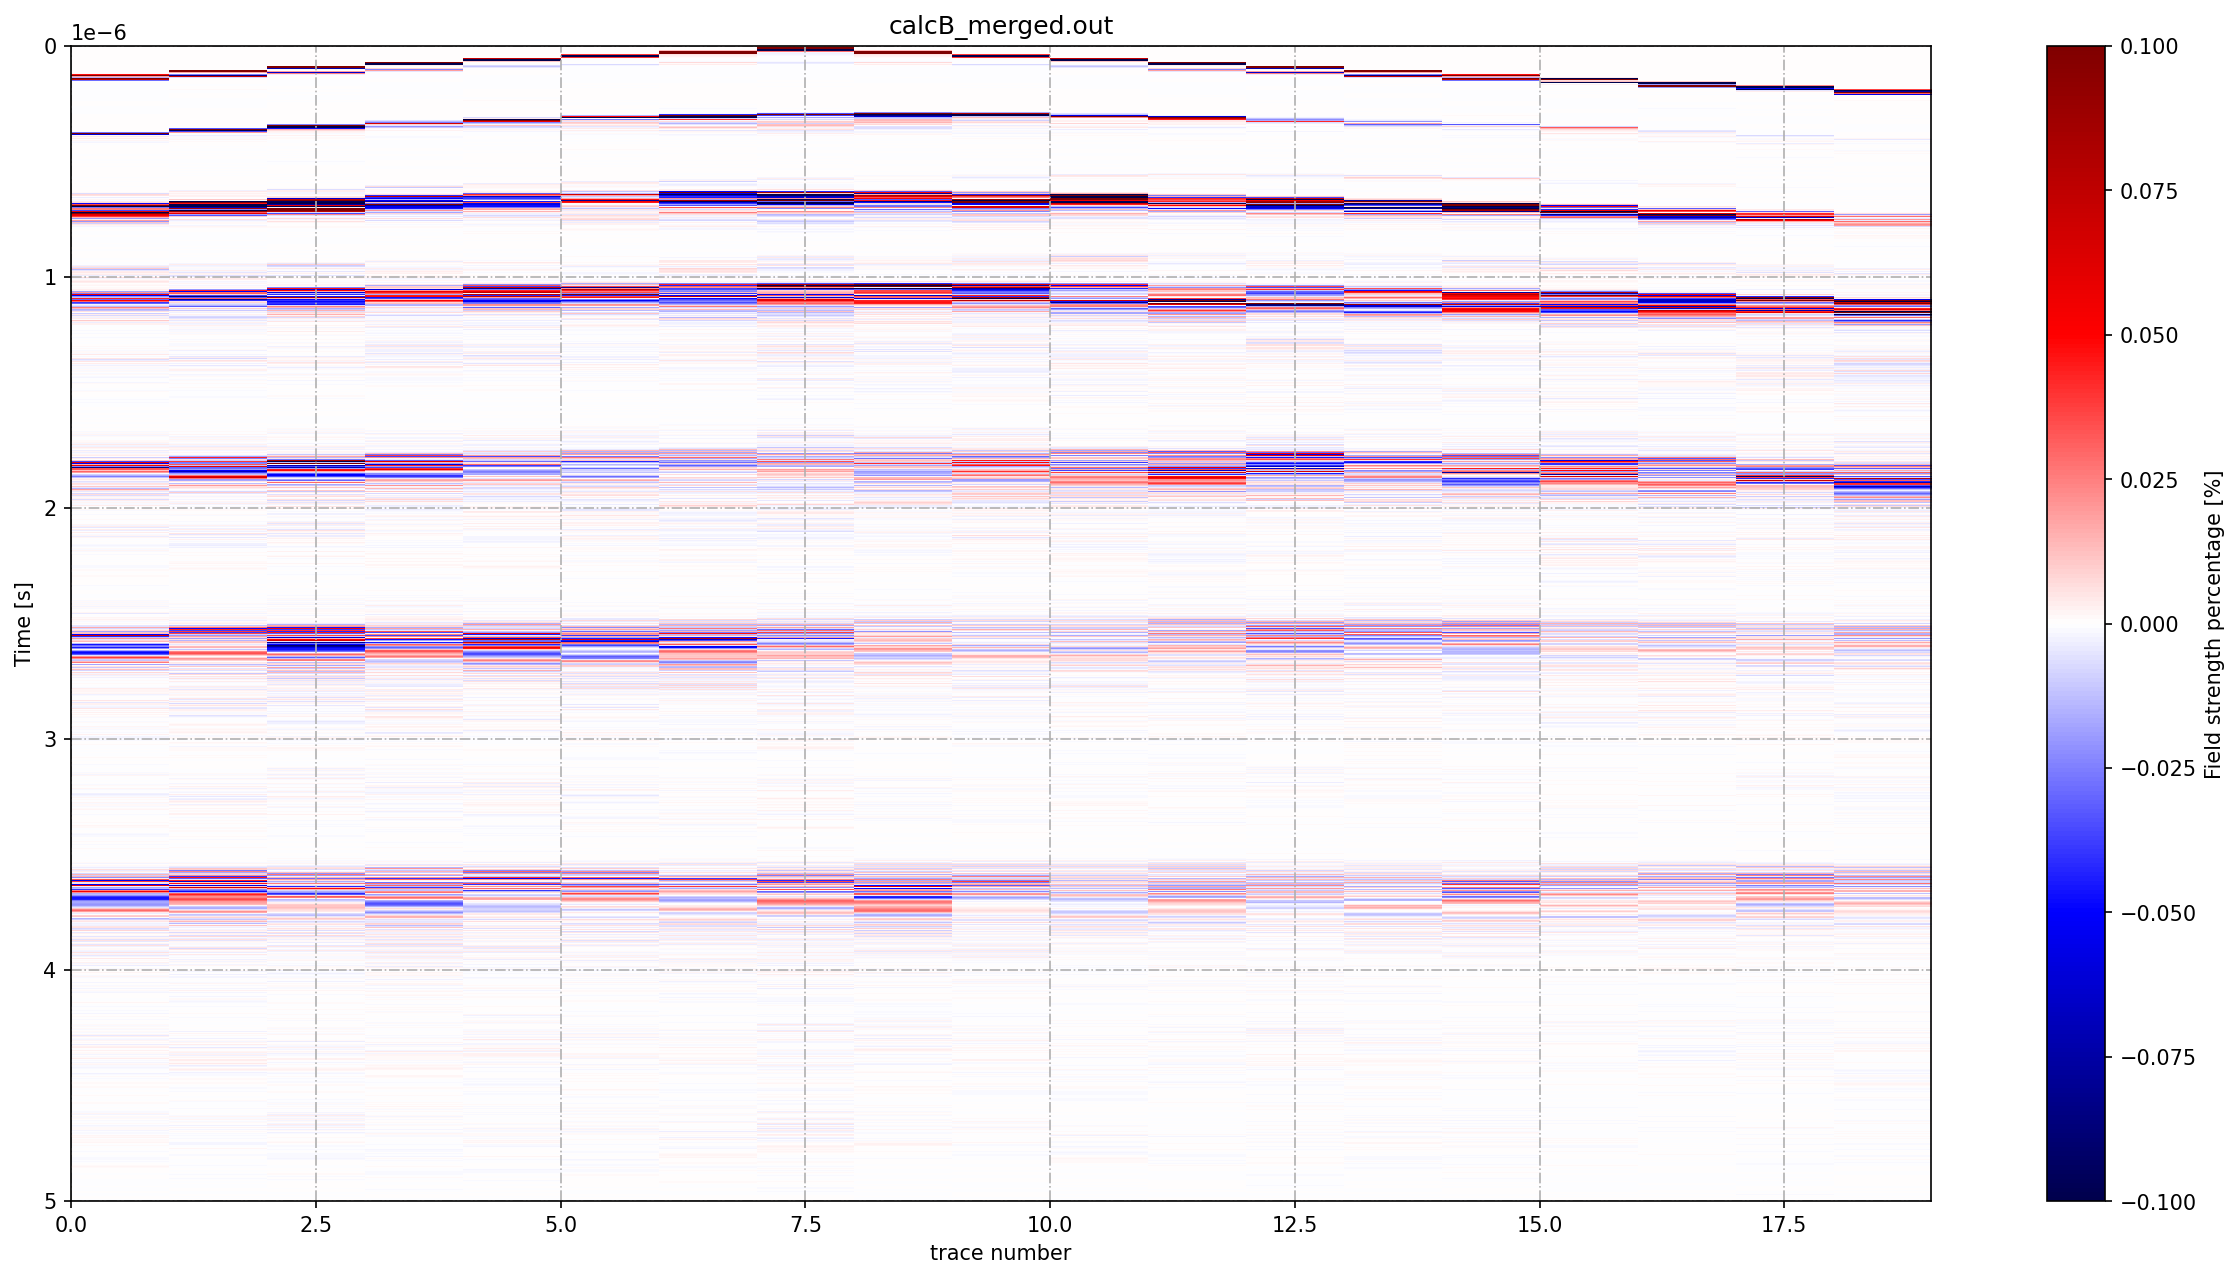 calcB_merged.out
1e−6
0
1
2
3
4
5
Time [s]
0.0 2.5 5.0 7.5 10.0 12.5 15.0 17.5
trace number
0.100
0.075
0.050
0.025
0.000
−0.025
−0.050
−0.075
−0.100
Field strength percentage [%]